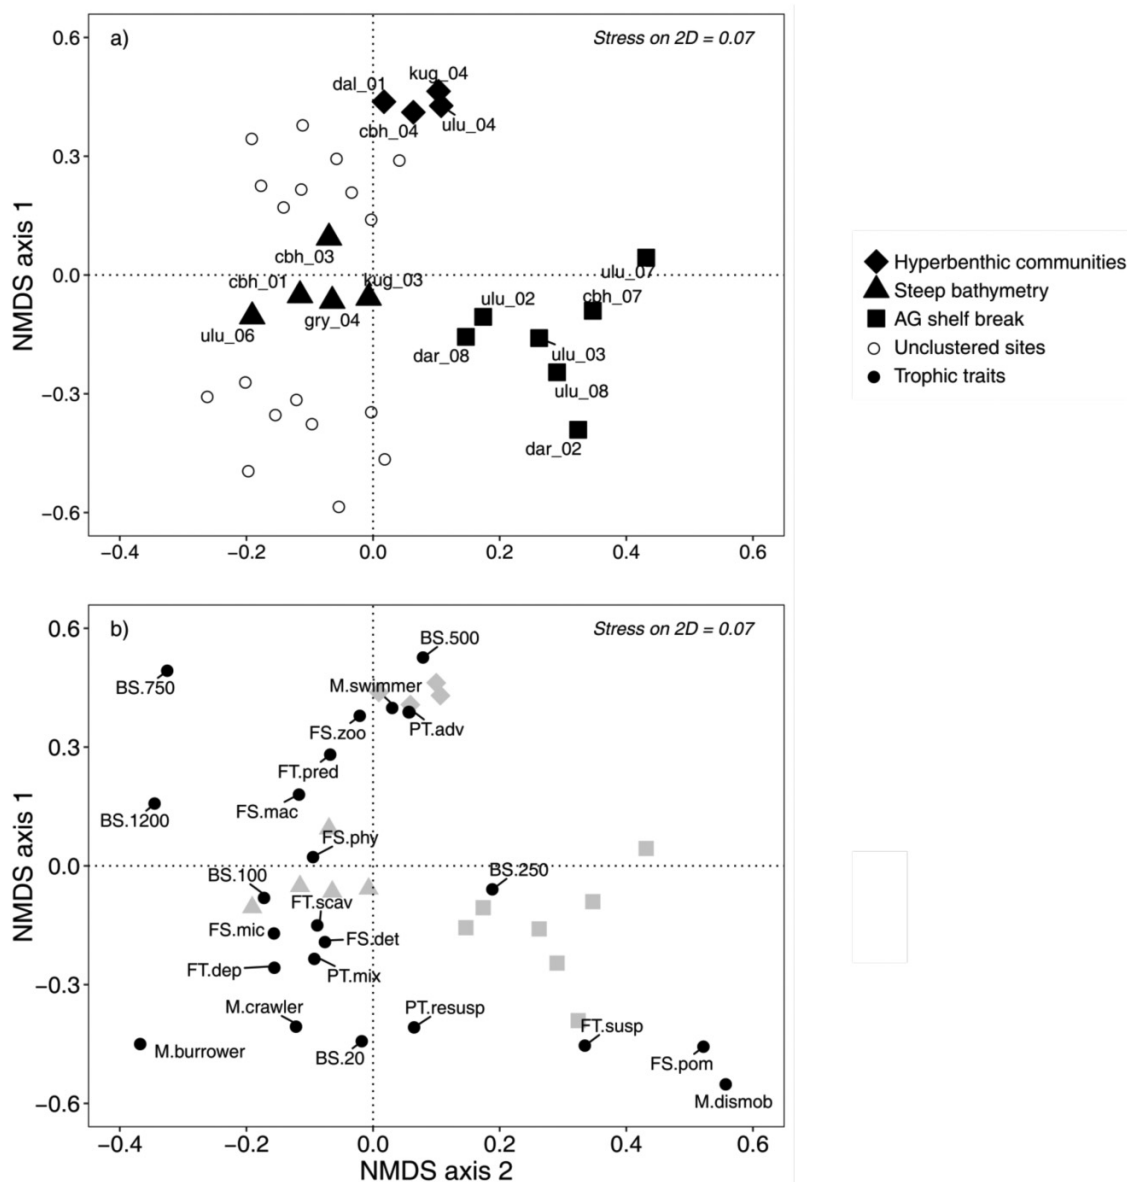 a)
Stress on 2D = 0.07
NMDS axis 1
0.6
0.3
0.0
−0.3
−0.6
kug_04
dal_01
cbh_04
ulu_04
cbh_03
cbh_01
kug_03
gry_04
ulu_06
ulu_07
ulu_02
cbh_07
dar_08
ulu_03
ulu_08
dar_02
−0.4
−0.2
0.0
0.2
0.4
0.6
Hyperbenthic communities
Steep bathymetry
AG shelf break
Unclustered sites
Trophic traits
b)
Stress on 2D = 0.07
NMDS axis 1
0.6
0.3
0.0
−0.3
−0.6
BS.500
BS.750
M.swimmer
FS.zoo
PT.adv
FT.pred
FS.mac
BS.1200
FS.phy
BS.100
BS.250
FT.scav
FS.mic
FS.det
FT.dep
PT.mix
M.crawler
PT.resusp
FT.susp
M.burrower
BS.20
FS.pom
M.dismob
−0.4
−0.2
0.0
0.2
0.4
0.6
NMDS axis 2